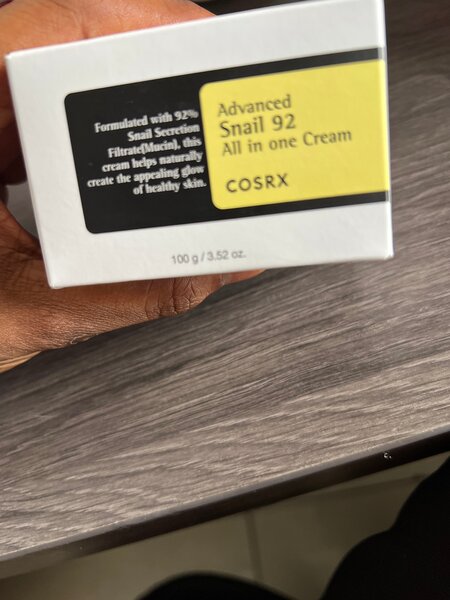 Formulated with 92%
Snail Secretion
Filtrate(Mucin), this
cream helps naturally
create the appealing glow
of healthy skin.
Advanced
Snail 92
All in one Cream
COSRX
100 g / 3.52 oz.